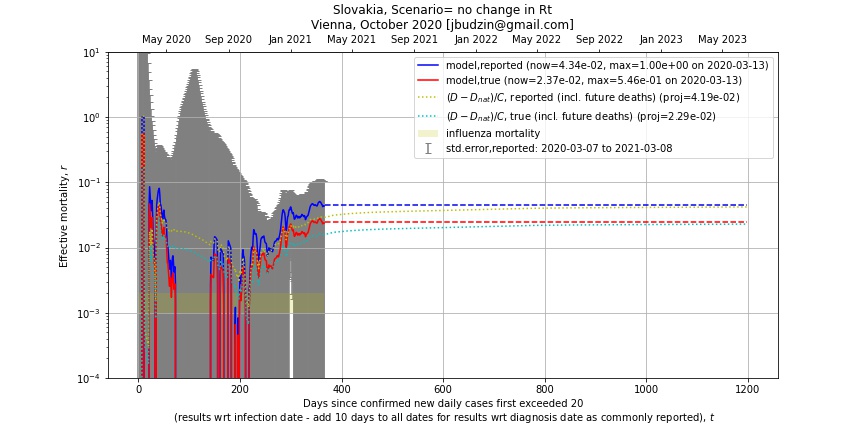 Slovakia, Scenario= no change in Rt
Vienna, October 2020 [jbudzin@gmail.com]
May 2020 Sep 2020 Jan 2021 May 2021 Sep 2021 Jan 2022 May 2022 Sep 2022 Jan 2023 May 2023
10¹
10⁰
10⁻¹
10⁻²
10⁻³
10⁻⁴
Effective mortality, r
model,reported (now=4.34e-02, max=1.00e+00 on 2020-03-13)
model,true (now=2.37e-02, max=5.46e-01 on 2020-03-13)
(D − Dnat)/C, reported (incl. future deaths) (proj=4.19e-02)
(D − Dnat)/C, true (incl. future deaths) (proj=2.29e-02)
influenza mortality
std.error,reported: 2020-03-07 to 2021-03-08
0 200 400 600 800 1000 1200
Days since confirmed new daily cases first exceeded 20
(results wrt infection date - add 10 days to all dates for results wrt diagnosis date as commonly reported), t